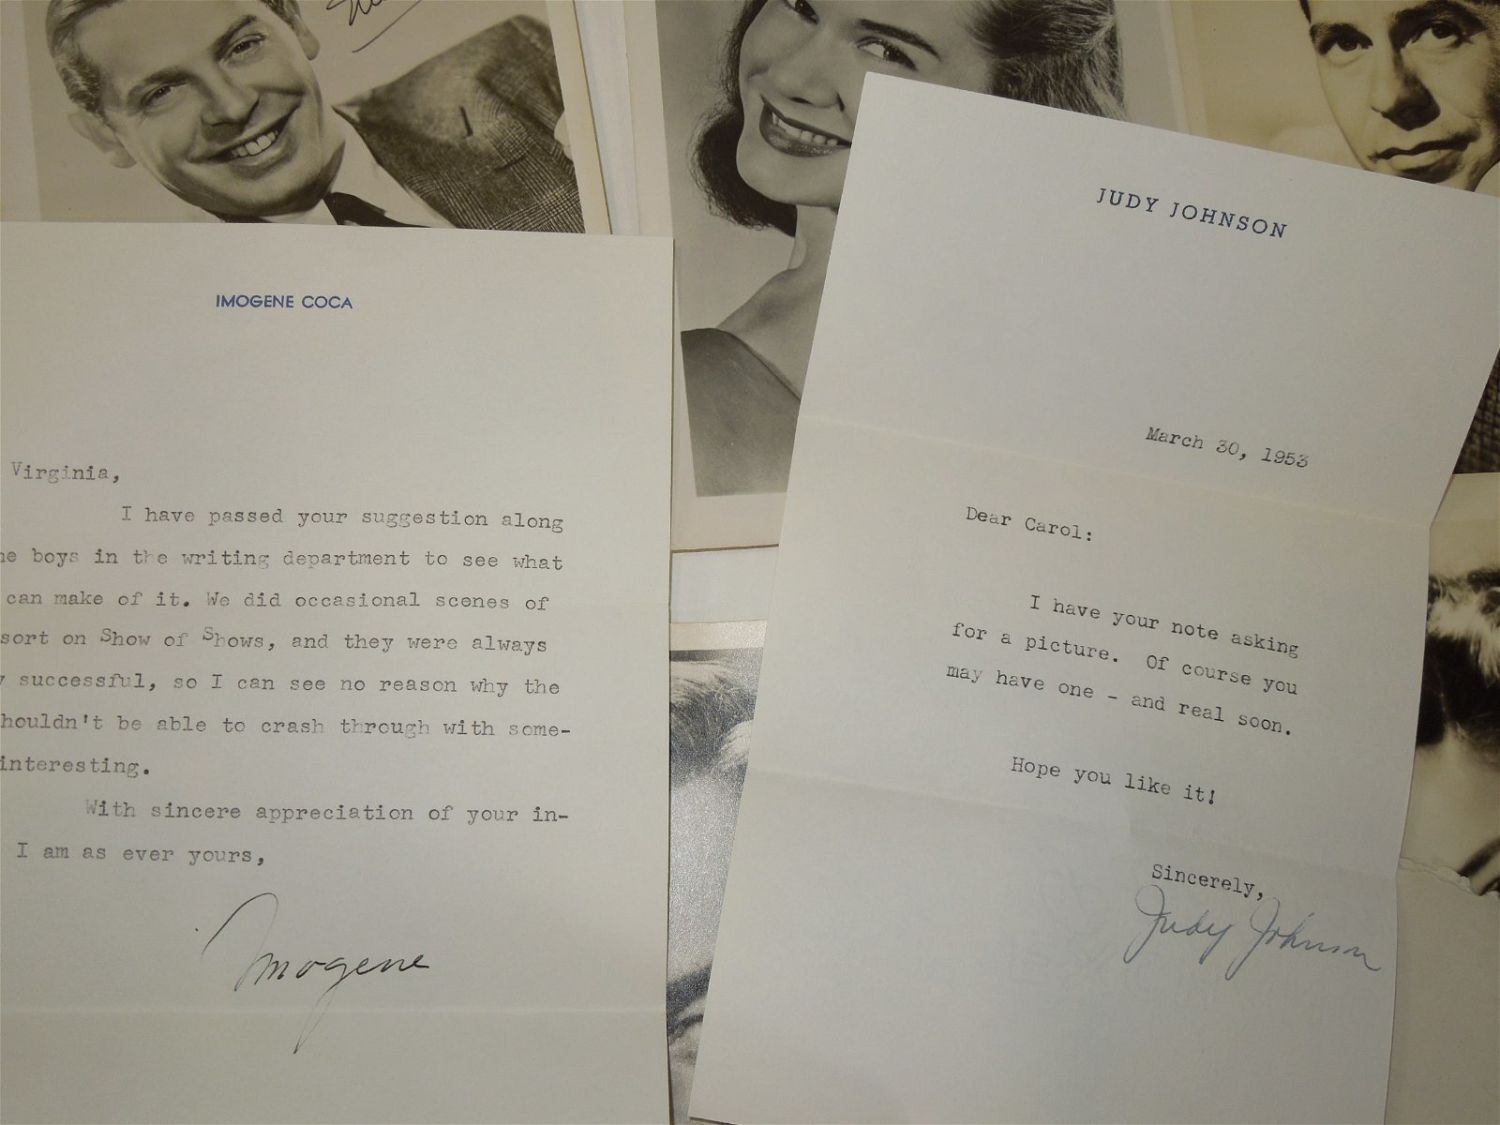 IMOGENE COCA
Virginia,
I have passed your suggestion along
boys in the writing department to see what
can make of it. We did occasional scenes of
sort on Show of Shows, and they were always
successful, so I can see no reason why the
houldn't be able to crash through with some-
interesting.
With sincere appreciation of your in-
I am as ever yours,
Imogene
JUDY JOHNSON
March 30, 1953
Dear Carol:
I have your note asking
for a picture. Of course you
may have one - and real soon.
Hope you like it!
Sincerely,
Judy Johnson